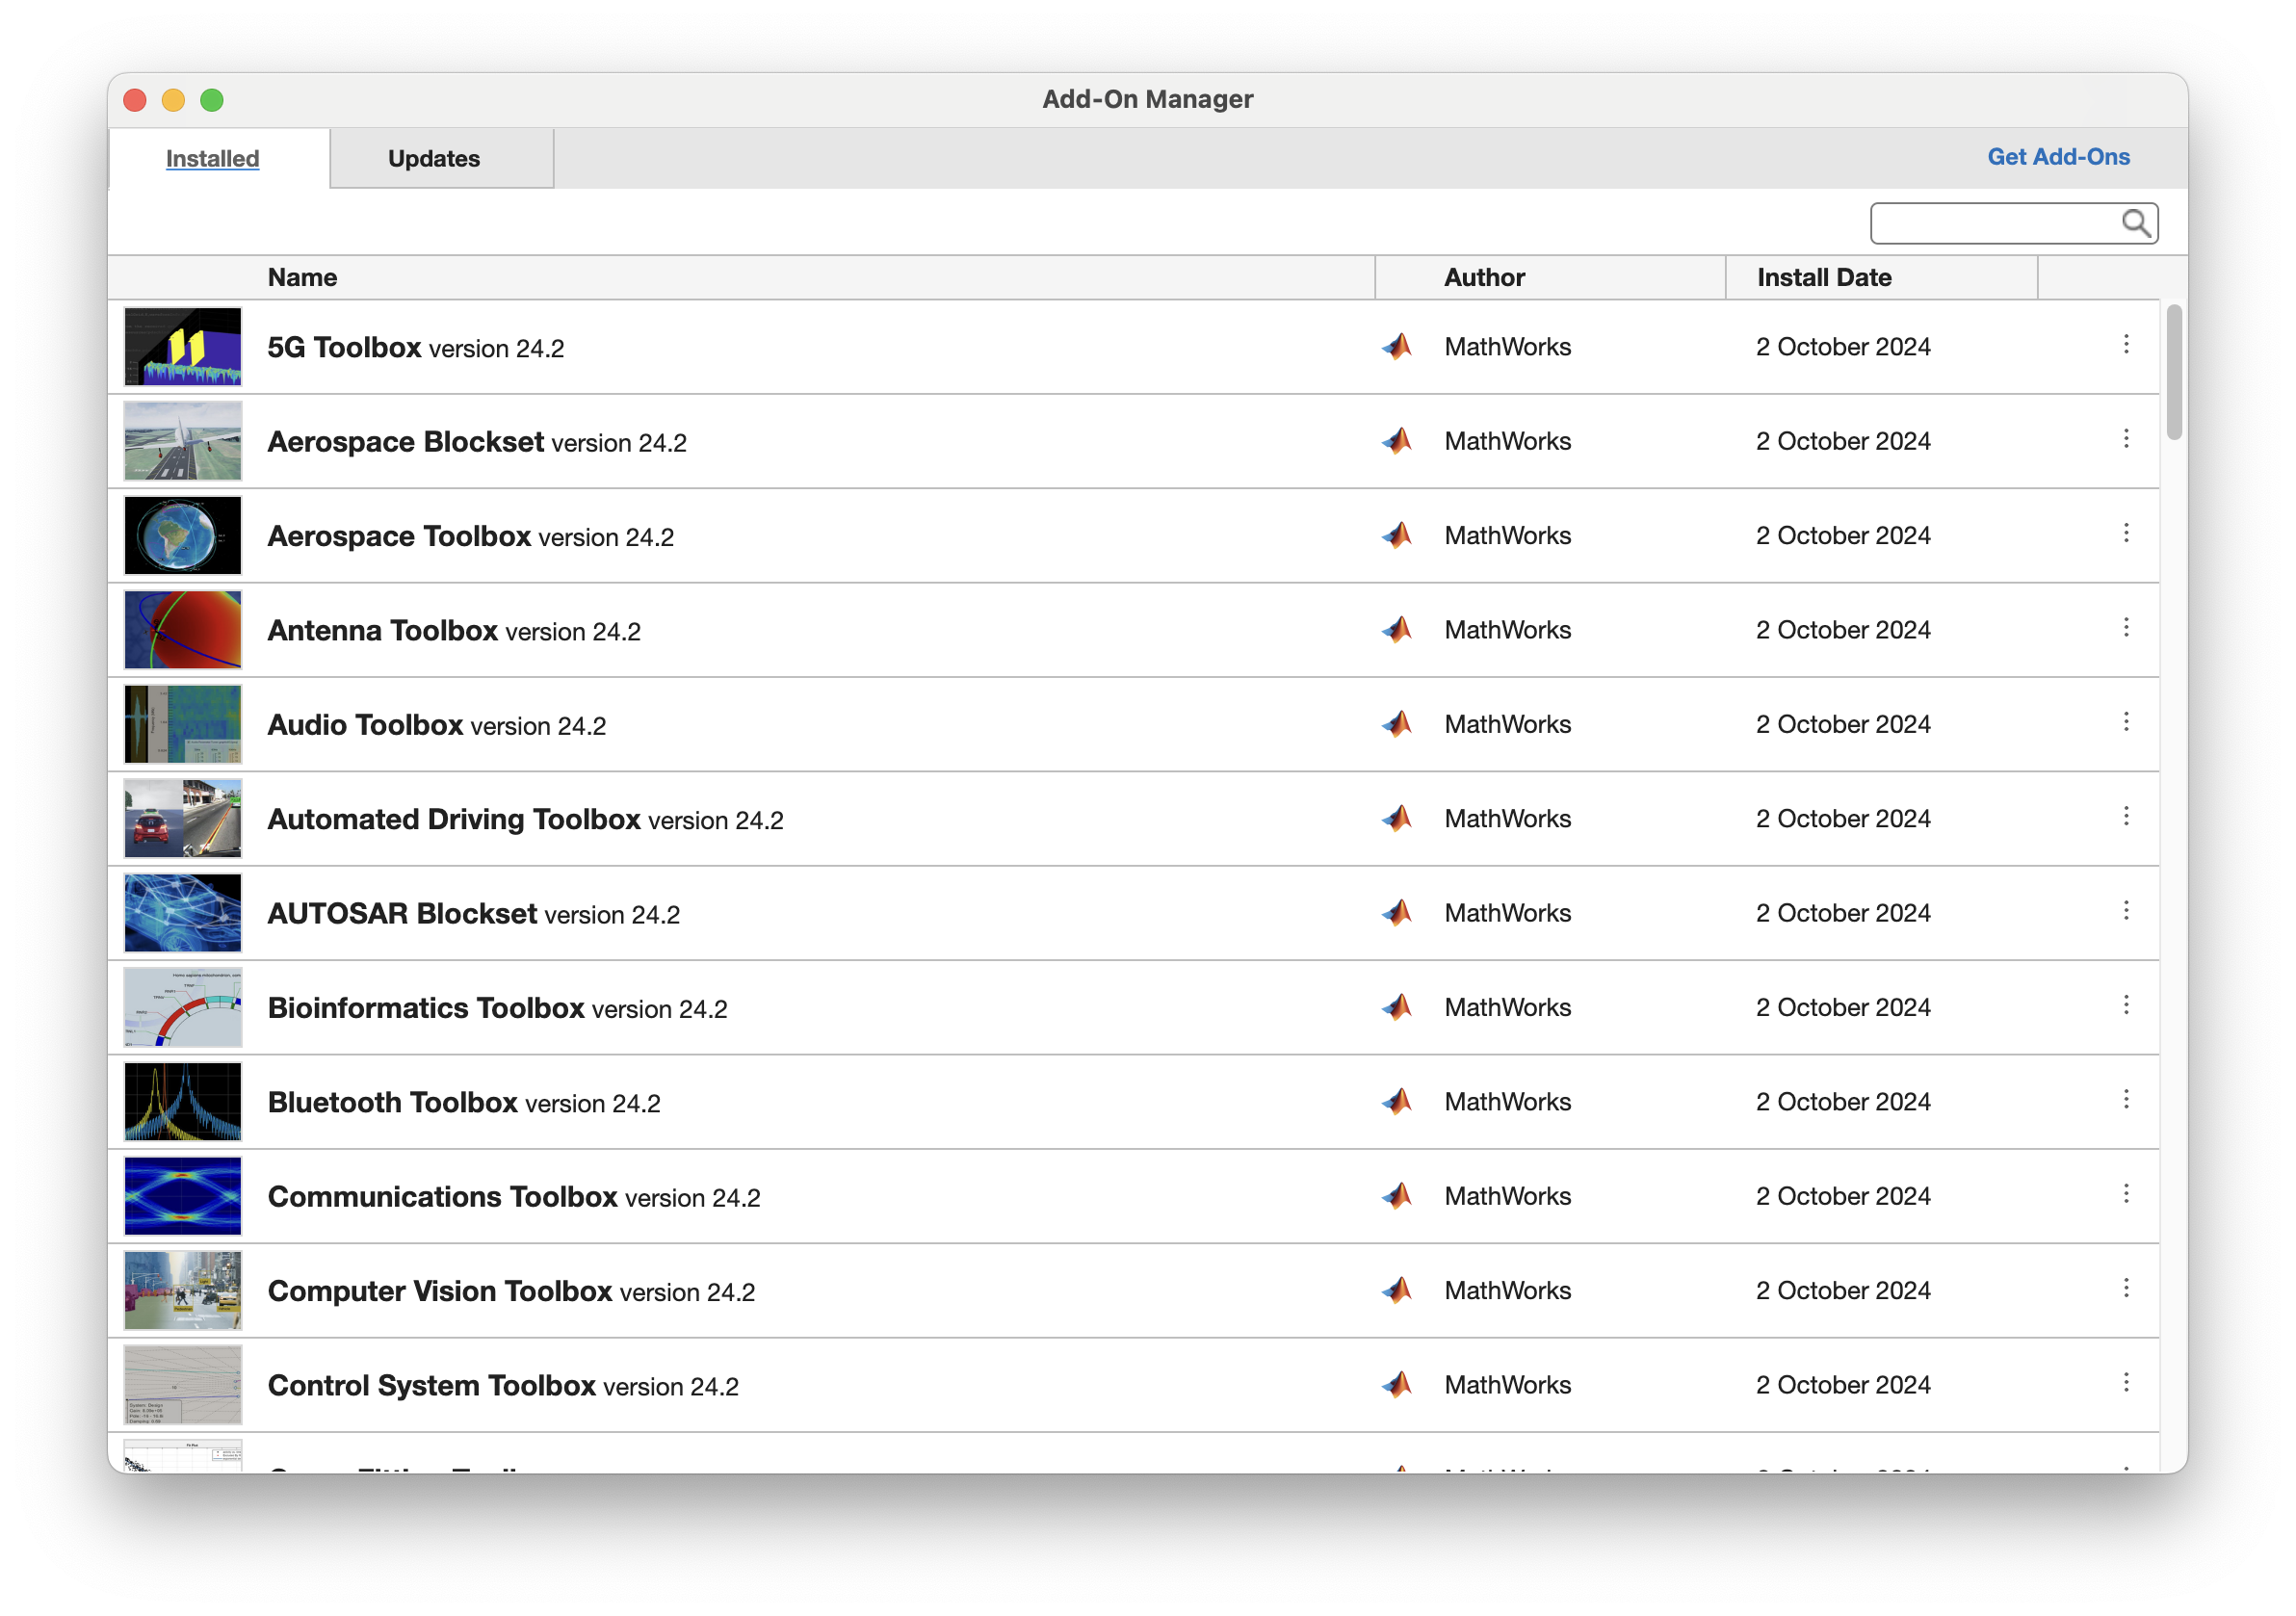 Add-On Manager
Installed Updates Get Add-Ons
Name Author Install Date
5G Toolbox version 24.2 MathWorks 2 October 2024
Aerospace Blockset version 24.2 MathWorks 2 October 2024
Aerospace Toolbox version 24.2 MathWorks 2 October 2024
Antenna Toolbox version 24.2 MathWorks 2 October 2024
Audio Toolbox version 24.2 MathWorks 2 October 2024
Automated Driving Toolbox version 24.2 MathWorks 2 October 2024
AUTOSAR Blockset version 24.2 MathWorks 2 October 2024
Bioinformatics Toolbox version 24.2 MathWorks 2 October 2024
Bluetooth Toolbox version 24.2 MathWorks 2 October 2024
Communications Toolbox version 24.2 MathWorks 2 October 2024
Computer Vision Toolbox version 24.2 MathWorks 2 October 2024
Control System Toolbox version 24.2 MathWorks 2 October 2024